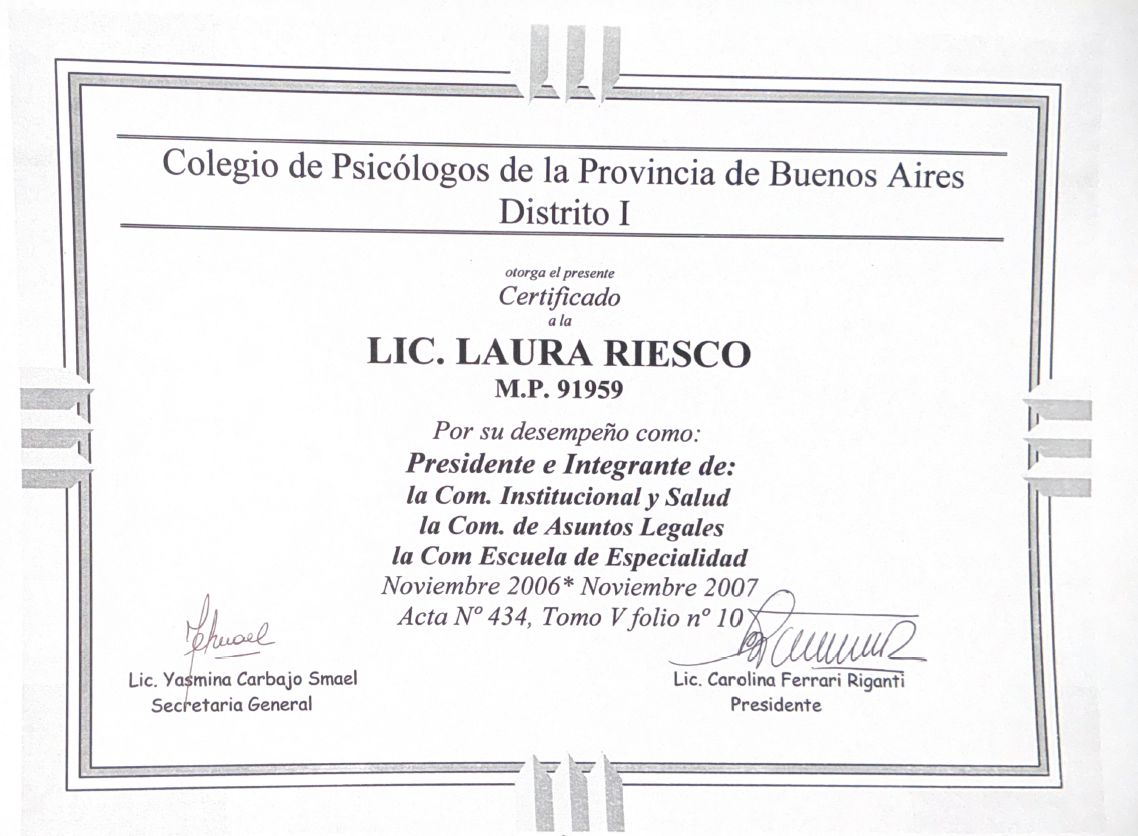 Colegio de Psicólogos de la Provincia de Buenos Aires
Distrito I
otorga el presente
Certificado
a la
LIC. LAURA RIESCO
M.P. 91959
Por su desempeño como:
Presidente e Integrante de:
la Com. Institucional y Salud
la Com. de Asuntos Legales
la Com Escuela de Especialidad
Noviembre 2006* Noviembre 2007
Acta Nº 434, Tomo V folio nº 10
Lic. Yasmina Carbajo Smael
Secretaria General
Lic. Carolina Ferrari Riganti
Presidente